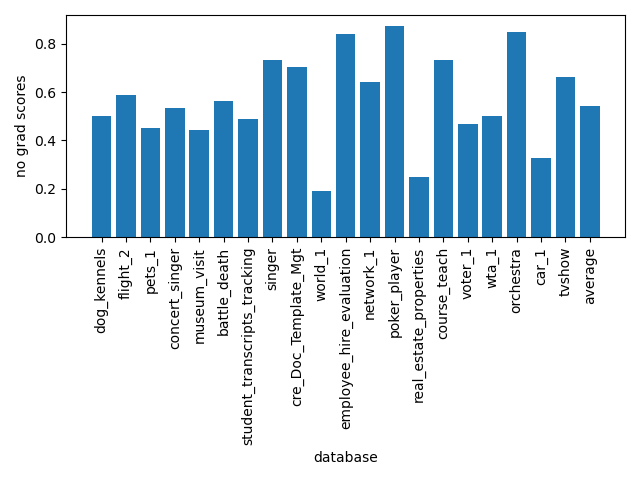 no grad scores
0.8
0.6
0.4
0.2
0.0
dog_kennels
flight_2
pets_1
concert_singer
museum_visit
battle_death
student_transcripts_tracking
singer
cre_Doc_Template_Mgt
world_1
employee_hire_evaluation
network_1
poker_player
real_estate_properties
course_teach
voter_1
wta_1
orchestra
car_1
tvshow
average
database